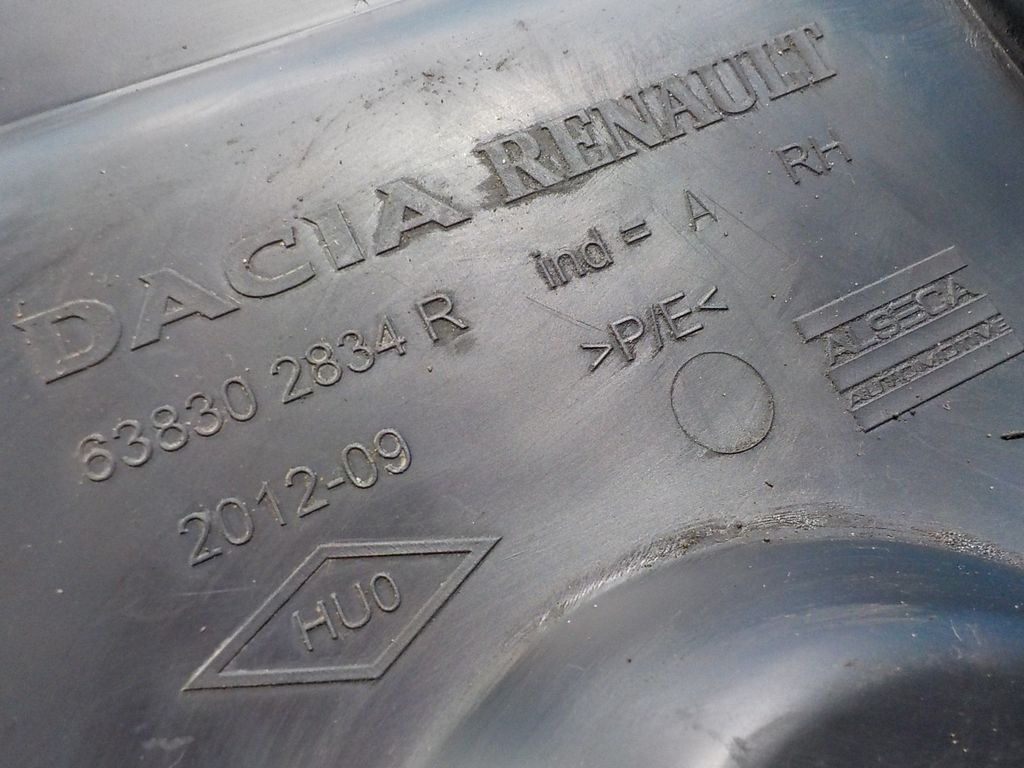 DACIA RENAULT
63830 2834 R
ind = A
RH
>P/E<
2012-09
HU0
ALSECA
AUTOMOTIVE